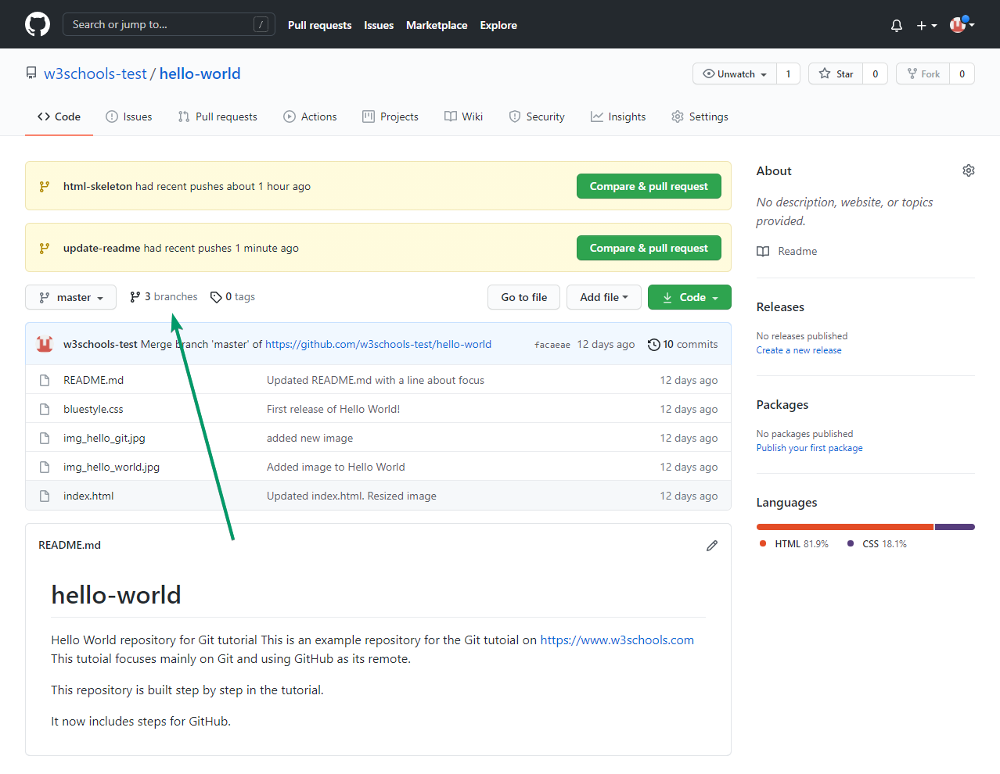 Search or jump to... / Pull requests Issues Marketplace Explore
w3schools-test / hello-world Unwatch 1 Star 0 Fork 0
Code Issues Pull requests Actions Projects Wiki Security Insights Settings
html-skeleton had recent pushes about 1 hour ago Compare & pull request
update-readme had recent pushes 1 minute ago Compare & pull request
master 3 branches 0 tags Go to file Add file Code
w3schools-test Merge branch 'master' of https://github.com/w3schools-test/hello-world facaeae 12 days ago 10 commits
README.md Updated README.md with a line about focus 12 days ago
bluestyle.css First release of Hello World! 12 days ago
img_hello_git.jpg added new image 12 days ago
img_hello_world.jpg Added image to Hello World 12 days ago
index.html Updated index.html. Resized image 12 days ago
README.md
hello-world
Hello World repository for Git tutorial This is an example repository for the Git tutoial on https://www.w3schools.com
This tutoial focuses mainly on Git and using GitHub as its remote.
This repository is built step by step in the tutorial.
It now includes steps for GitHub.
About
No description, website, or topics
provided.
Readme
Releases
No releases published
Create a new release
Packages
No packages published
Publish your first package
Languages
HTML 81.9% CSS 18.1%